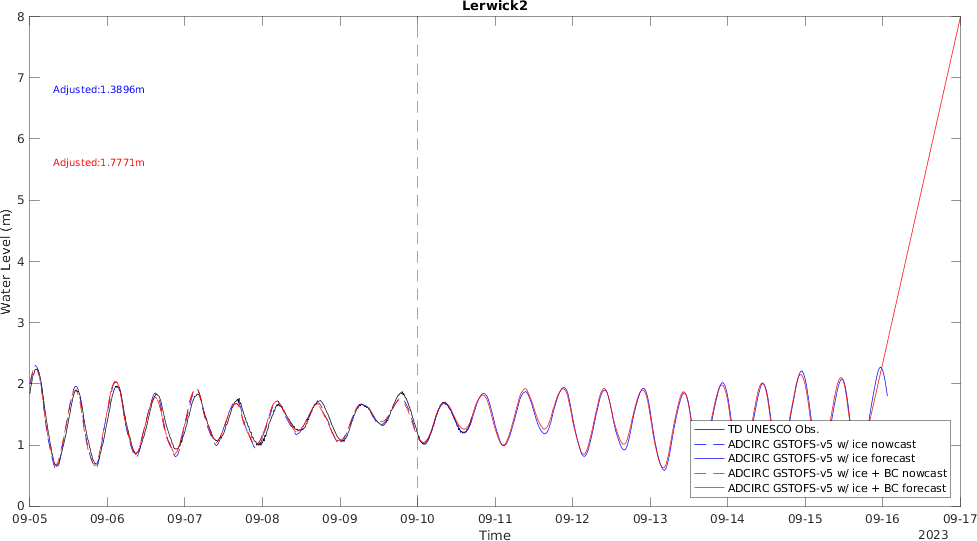 Lerwick2
8
7
6
5
4
3
2
1
0
Water Level (m)
Adjusted:1.3896m
Adjusted:1.7771m
TD UNESCO Obs.
ADCIRC GSTOFS-v5 w/ ice nowcast
ADCIRC GSTOFS-v5 w/ ice forecast
ADCIRC GSTOFS-v5 w/ ice + BC nowcast
ADCIRC GSTOFS-v5 w/ ice + BC forecast
09-05 09-06 09-07 09-08 09-09 09-10 09-11 09-12 09-13 09-14 09-15 09-16 09-17
Time
2023